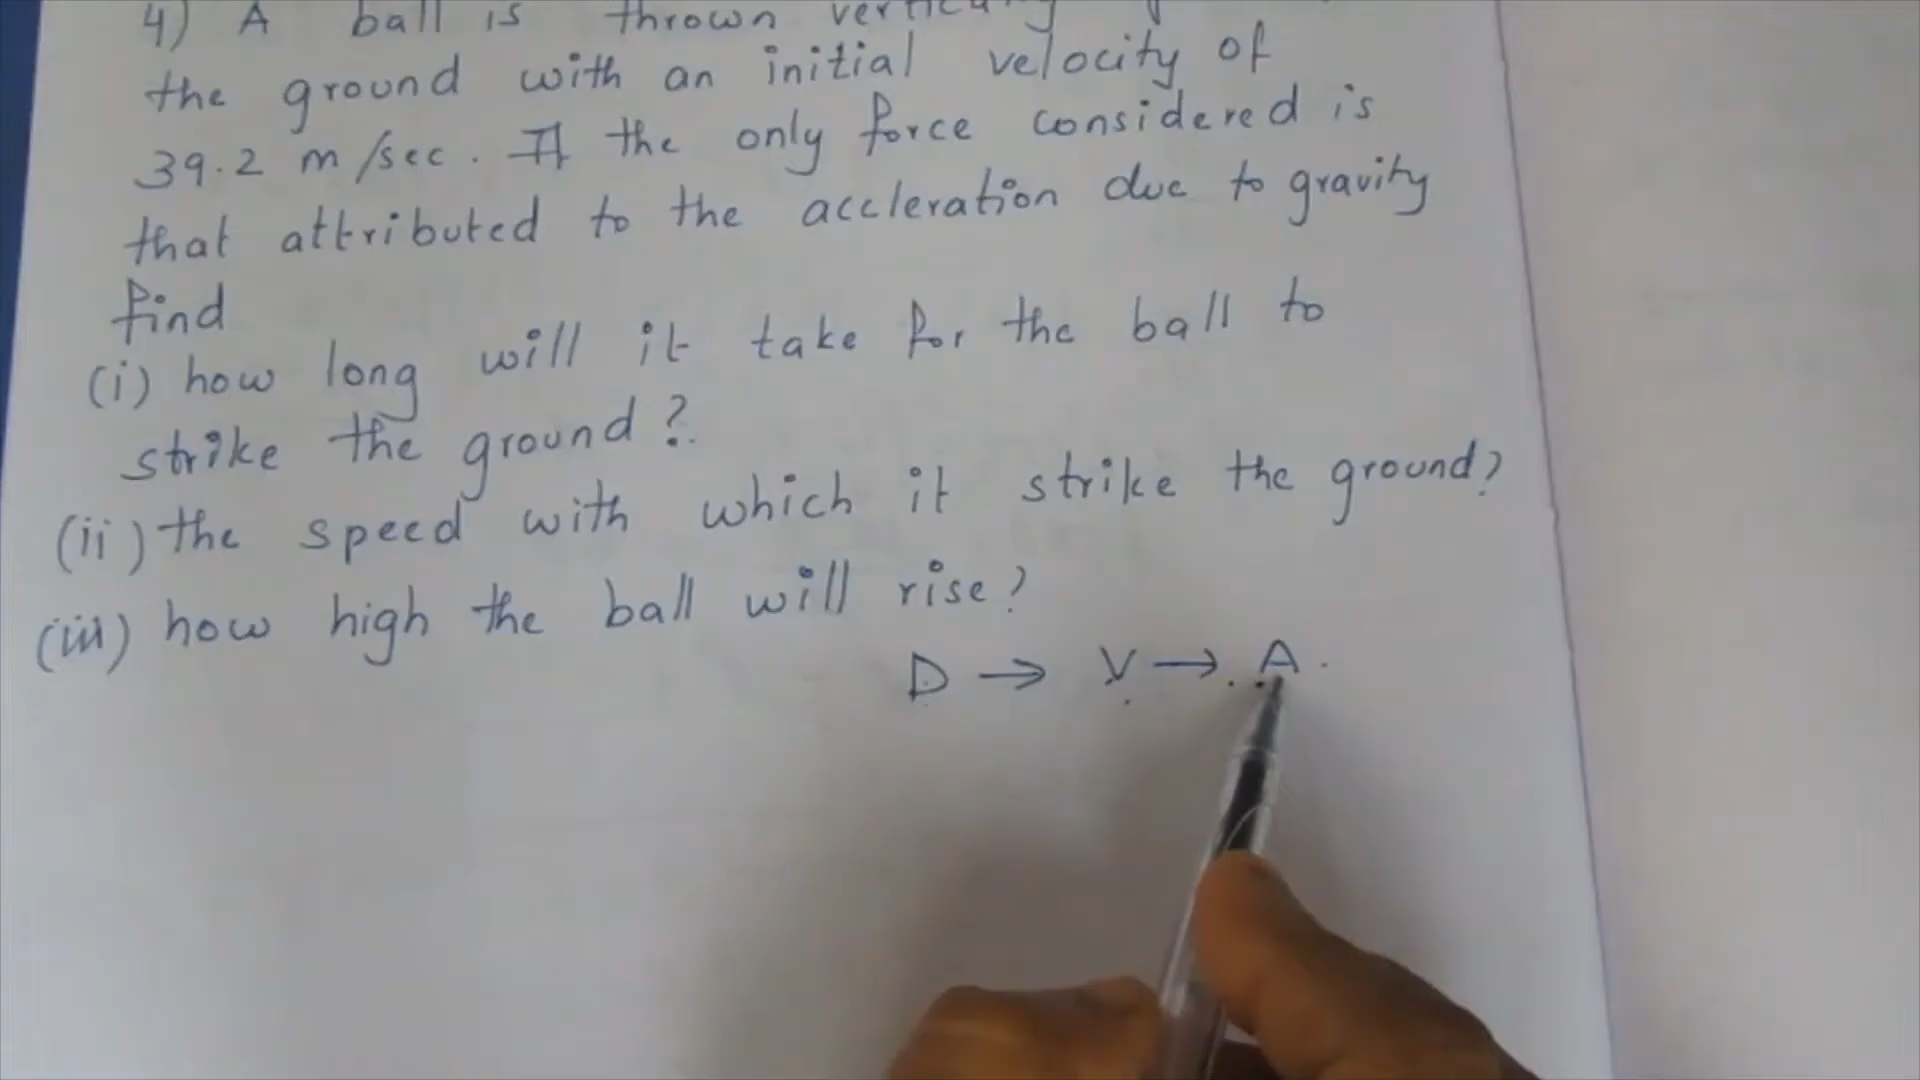 4) A ball is thrown
the ground with an initial velocity of
39.2 m/sec. If the only force considered is
that attributed to the accleration due to gravity
find
(i) how long will it take for the ball to
strike the ground?
(ii) the speed with which it strike the ground?
(iii) how high the ball will rise?
D → V → A.